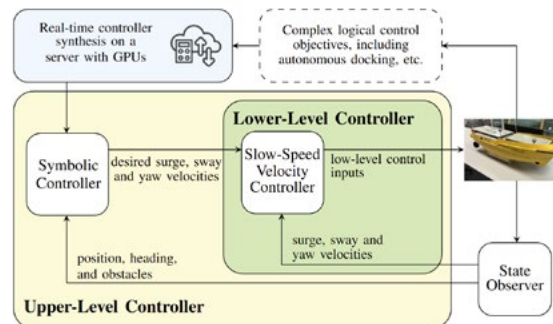 Real-time controller
synthesis on a
server with GPUs
Complex logical control
objectives, including
autonomous docking, etc.
Lower-Level Controller
Symbolic
Controller
desired surge, sway
and yaw velocities
Slow-Speed
Velocity
Controller
low-level control
inputs
surge, sway and
yaw velocities
position, heading,
and obstacles
State
Observer
Upper-Level Controller